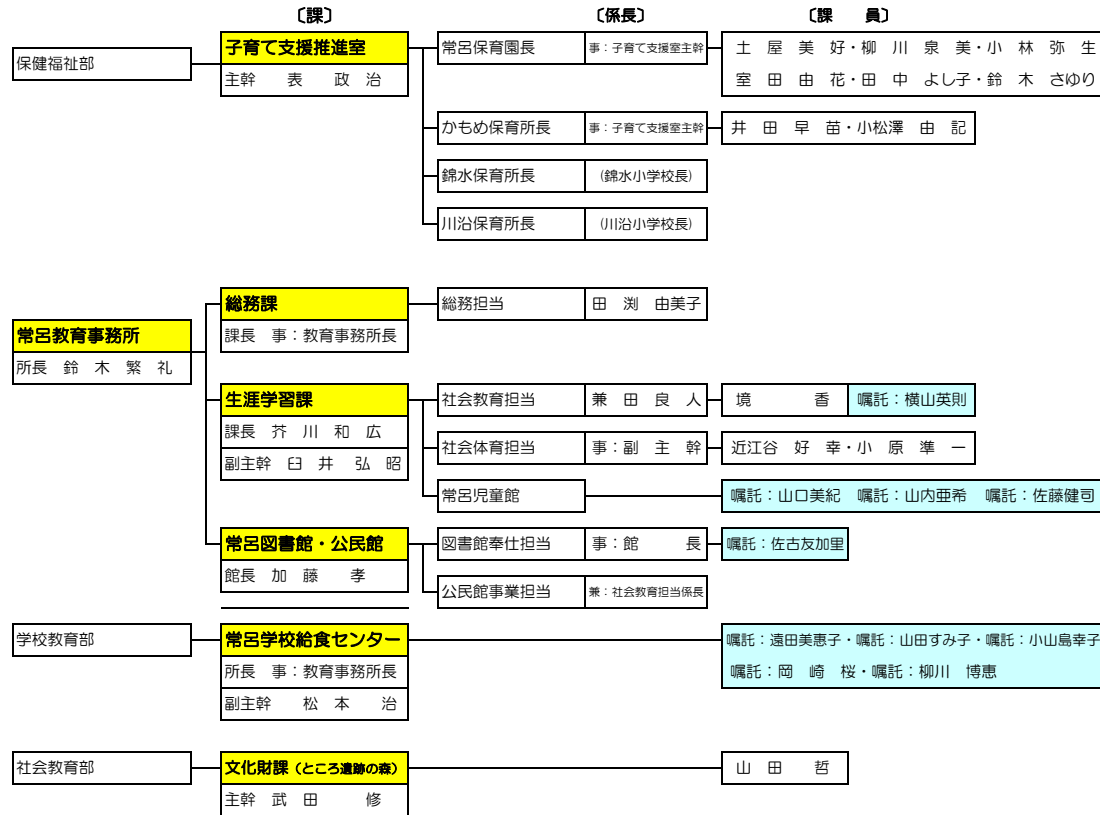 〔課〕 〔係長〕 〔課　員〕
保健福祉部
子育て支援推進室
主幹　表　政　治
常呂保育園長 事：子育て支援室主幹
土　屋　美　好・柳　川　泉　美・小　林　弥　生
室　田　由　花・田　中　よし子・鈴　木　さゆり
かもめ保育所長 事：子育て支援室主幹 井　田　早　苗・小松澤　由　記
錦水保育所長 (錦水小学校長)
川沿保育所長 (川沿小学校長)
常呂教育事務所
所長　鈴　木　繁　礼
総務課
課長　事：教育事務所長
総務担当 田　渕　由美子
生涯学習課
課長　芥　川　和　広
副主幹　臼　井　弘　昭
社会教育担当 兼　田　良　人 境　　香 嘱託：横山英則
社会体育担当 事：副　主　幹 近江谷　好　幸・小　原　準　一
常呂児童館 嘱託：山口美紀　嘱託：山内亜希　嘱託：佐藤健司
常呂図書館・公民館
館長　加　藤　孝
図書館奉仕担当 事：館　　長 嘱託：佐古友加里
公民館事業担当 兼：社会教育担当係長
学校教育部
常呂学校給食センター
所長　事：教育事務所長
副主幹　松　本　治
嘱託：遠田美恵子・嘱託：山田すみ子・嘱託：小山島幸子
嘱託：岡　崎　桜・嘱託：柳川　博恵
社会教育部
文化財課（ところ遺跡の森）
主幹　武　田　修
山　田　哲